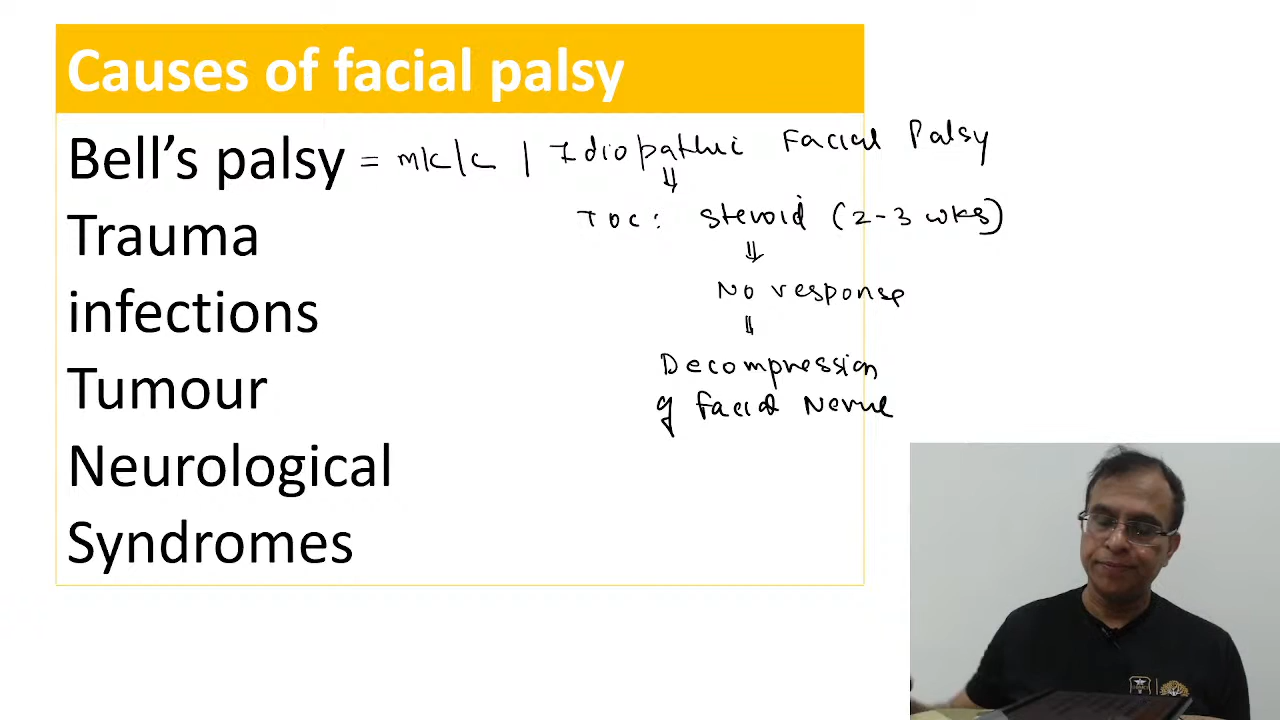 Causes of facial palsy
Bell's palsy = m/c/c | Idiopathic Facial Palsy
⇓
Trauma TOC: Steroid (2-3 wks)
⇓
infections No response
⇓
Tumour Decompression
of Facial Nerve
Neurological
Syndromes